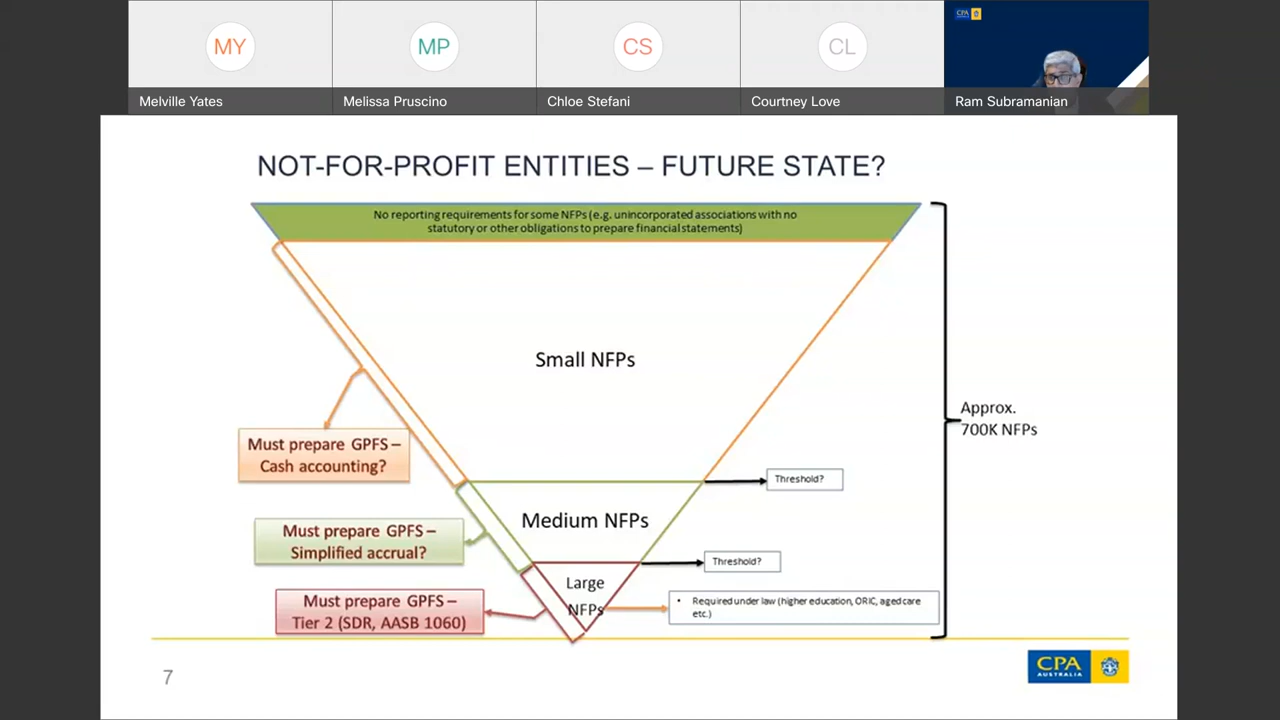 MY
MP
CS
CL
CPA
Melville Yates
Melissa Pruscino
Chloe Stefani
Courtney Love
Ram Subramanian
NOT-FOR-PROFIT ENTITIES – FUTURE STATE?
No reporting requirements for some NFPs (e.g. unincorporated associations with no
statutory or other obligations to prepare financial statements)
Small NFPs
Approx.
700K NFPs
Must prepare GPFS –
Cash accounting?
Threshold?
Medium NFPs
Must prepare GPFS –
Simplified accrual?
Threshold?
Large
NFPs
Must prepare GPFS –
Tier 2 (SDR, AASB 1060)
• Required under law (higher education, ORIC, aged care
etc.)
7
CPA
AUSTRALIA